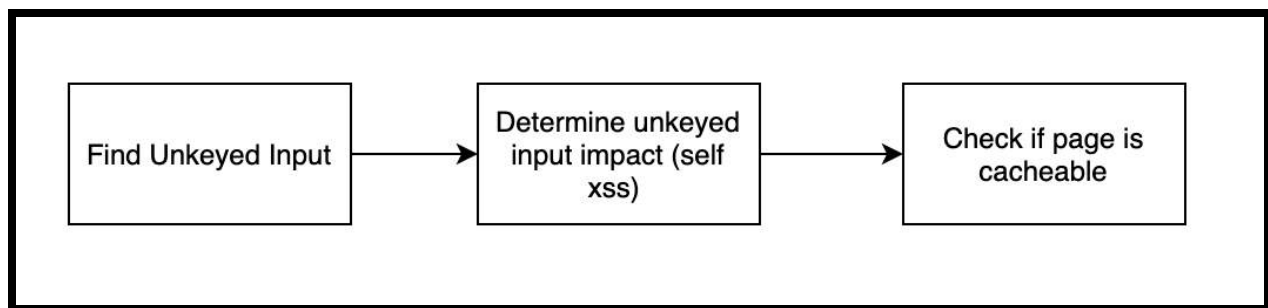 Find Unkeyed Input
Determine unkeyed
input impact (self
xss)
Check if page is
cacheable